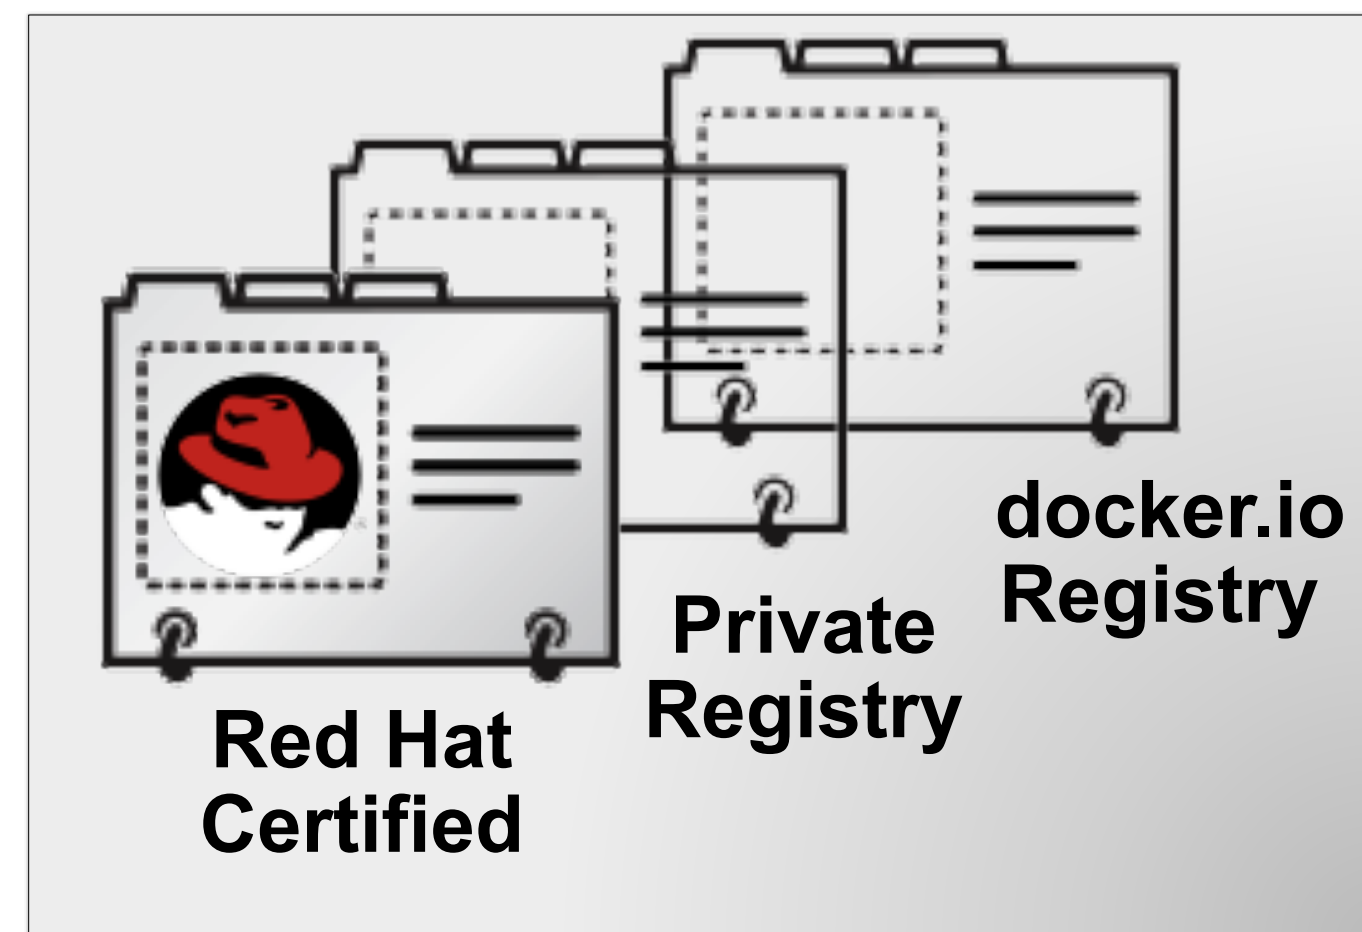 Red Hat
Certified
Private
Registry
docker.io
Registry